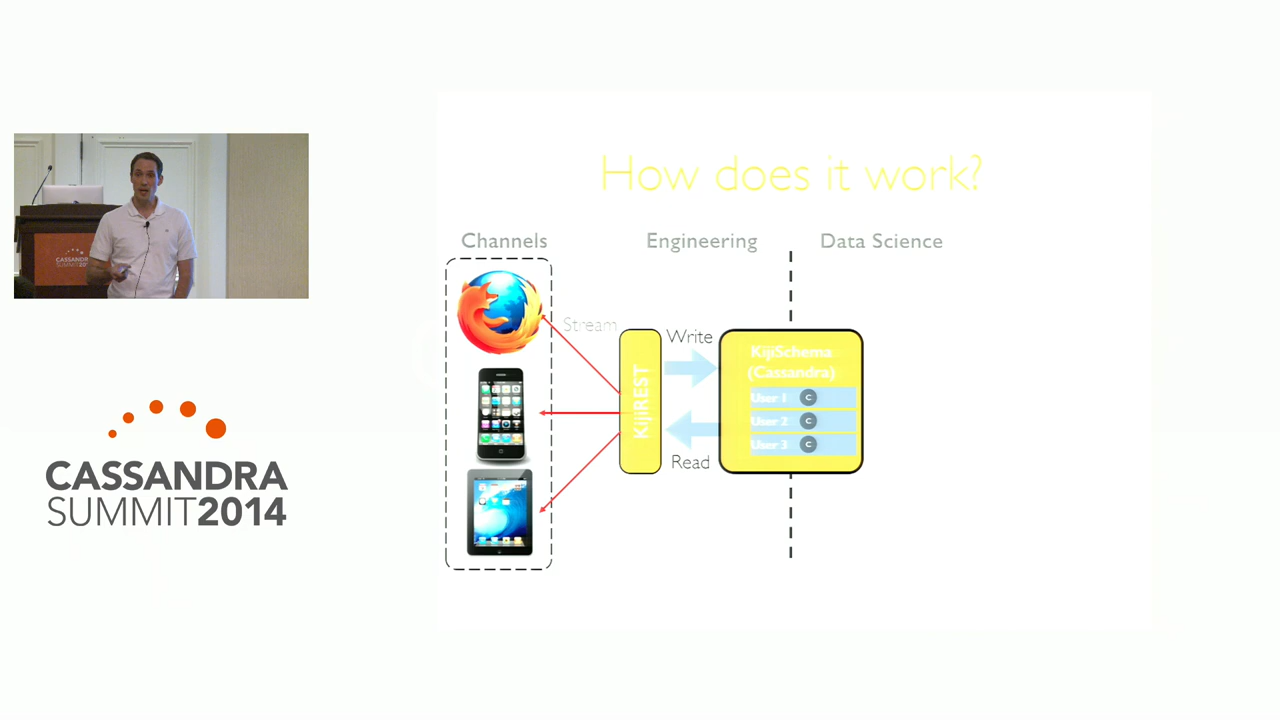 How does it work?
Channels
Engineering
Data Science
Stream
Write
KijiREST
Read
KijiSchema
(Cassandra)
User 1 C
User 2 C
User 3 C
CASSANDRA
SUMMIT2014